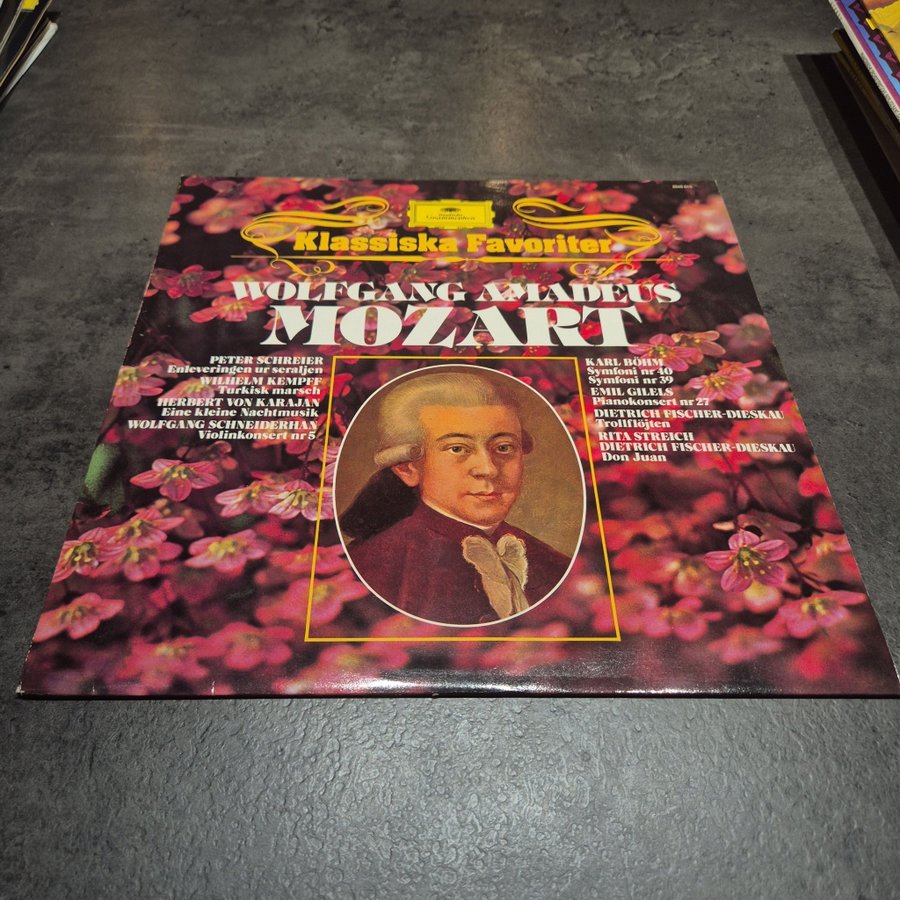 Deutsche
Grammophon
Klassiska Favoriter
WOLFGANG AMADEUS
MOZART
PETER SCHREIER
Enleveringen ur seraljen
WILHELM KEMPFF
Turkisk marsch
HERBERT VON KARAJAN
Eine kleine Nachtmusik
WOLFGANG SCHNEIDERHAN
Violinkonsert nr 5
KARL BÖHM
Symfoni nr 40
Symfoni nr 39
EMIL GILELS
Pianokonsert nr 27
DIETRICH FISCHER-DIESKAU
Trollflöjten
RITA STREICH
DIETRICH FISCHER-DIESKAU
Don Juan